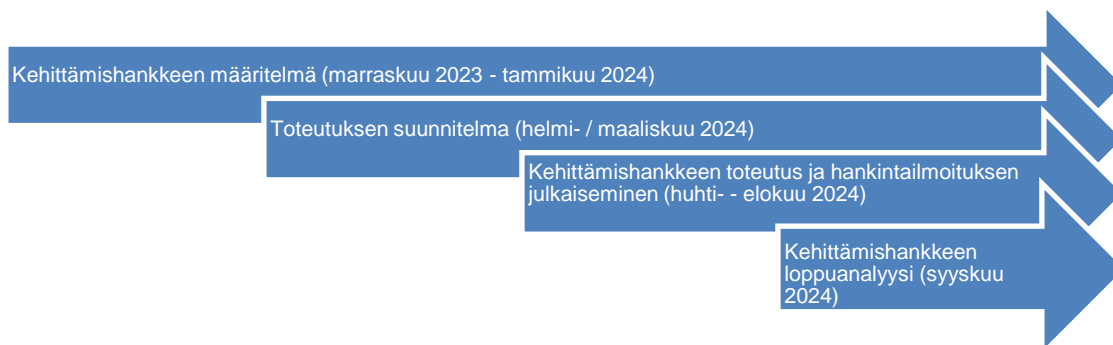 Kehittämishankkeen määritelmä (marraskuu 2023 - tammikuu 2024)
Toteutuksen suunnitelma (helmi- / maaliskuu 2024)
Kehittämishankkeen toteutus ja hankintailmoituksen
julkaiseminen (huhti- - elokuu 2024)
Kehittämishankkeen
loppuanalyysi (syyskuu
2024)